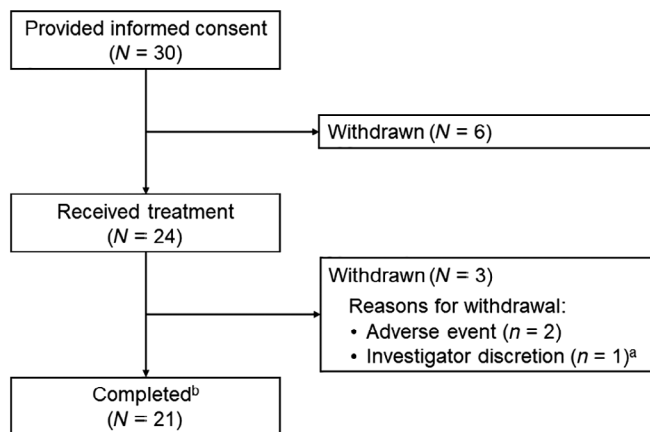 Provided informed consent
(N = 30)
Withdrawn (N = 6)
Received treatment
(N = 24)
Withdrawn (N = 3)
Reasons for withdrawal:
• Adverse event (n = 2)
• Investigator discretion (n = 1)ᵃ
Completedᵇ
(N = 21)